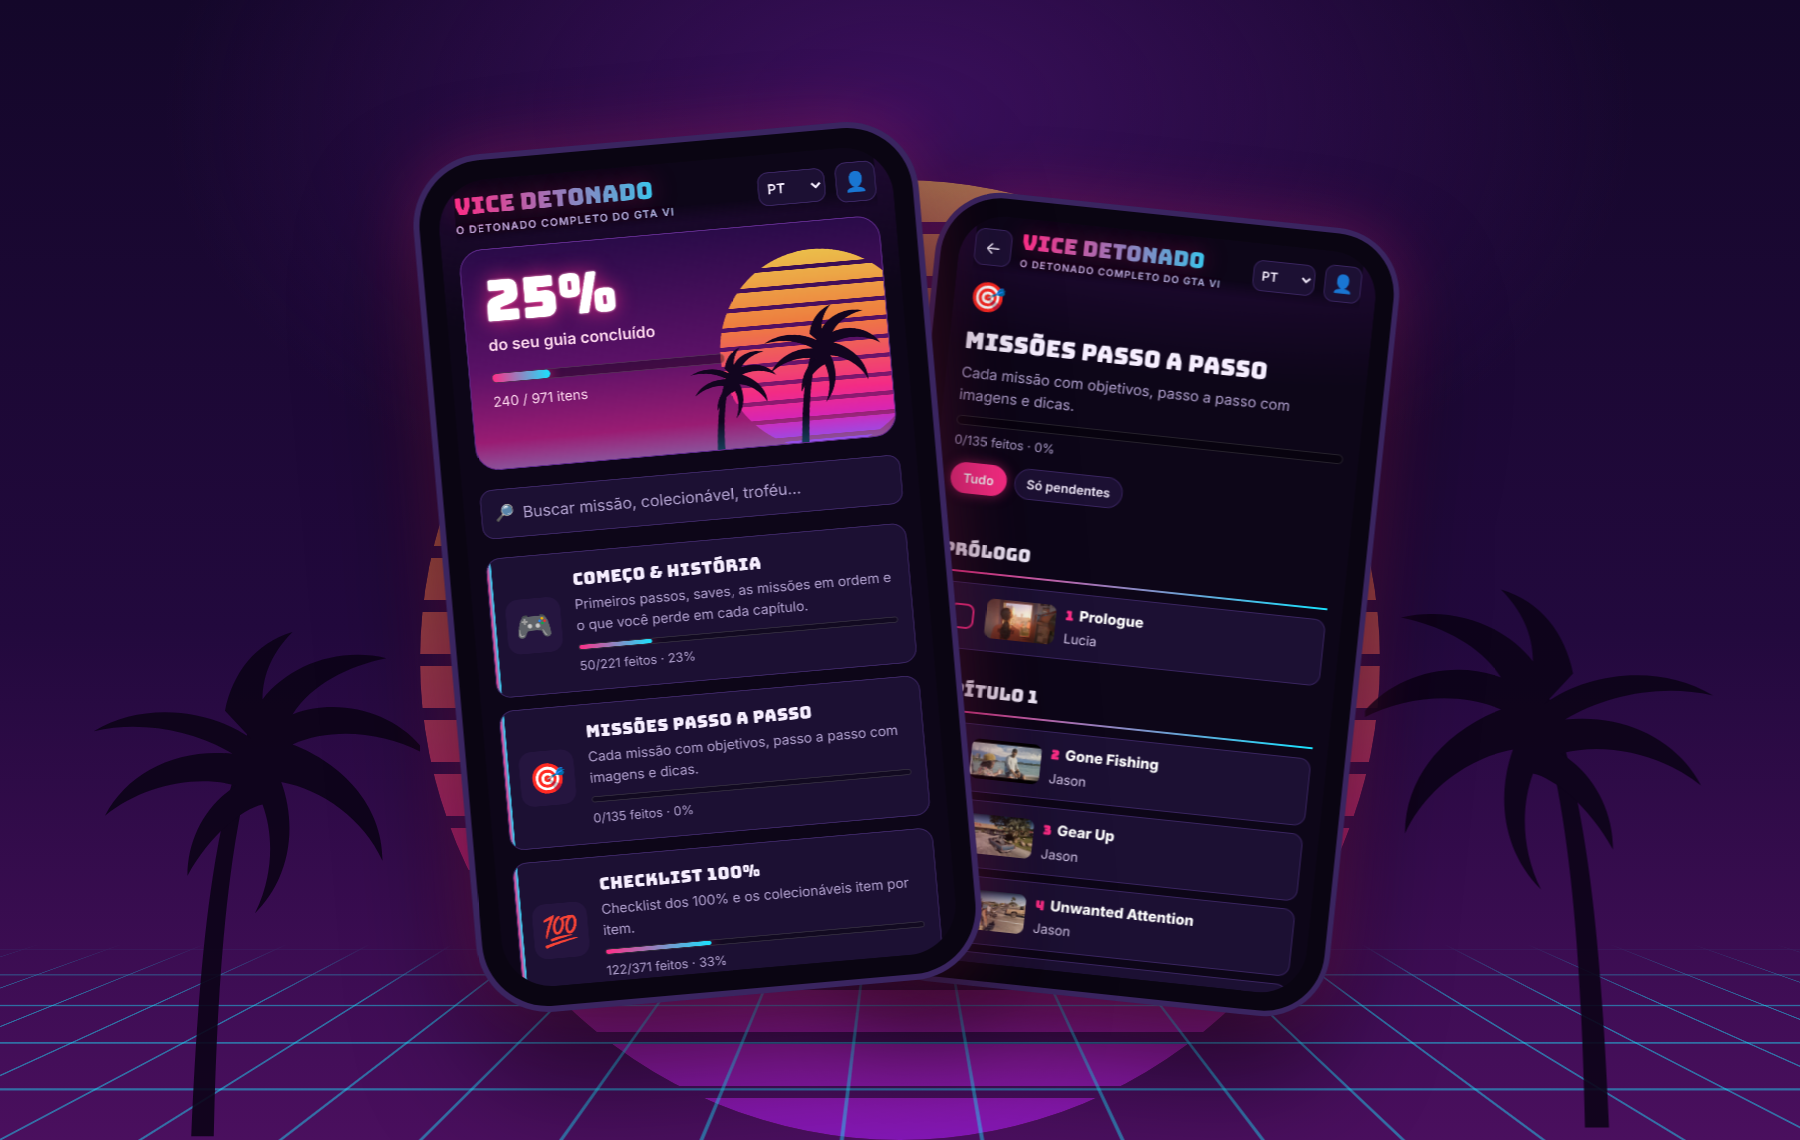 VICE DETONADO
O DETONADO COMPLETO DO GTA VI
PT
25%
do seu guia concluído
240 / 971 itens
Buscar missão, colecionável, troféu...
COMEÇO & HISTÓRIA
Primeiros passos, saves, as missões em ordem e
o que você perde em cada capítulo.
50/221 feitos · 23%
MISSÕES PASSO A PASSO
Cada missão com objetivos, passo a passo com
imagens e dicas.
0/135 feitos · 0%
CHECKLIST 100%
Checklist dos 100% e os colecionáveis item por
item.
100
122/371 feitos · 33%
VICE DETONADO
O DETONADO COMPLETO DO GTA VI
PT
MISSÕES PASSO A PASSO
Cada missão com objetivos, passo a passo com
imagens e dicas.
0/135 feitos · 0%
Tudo
Só pendentes
PRÓLOGO
1 Prologue
Lucia
ÍTULO 1
2 Gone Fishing
Jason
3 Gear Up
Jason
4 Unwanted Attention
Jason